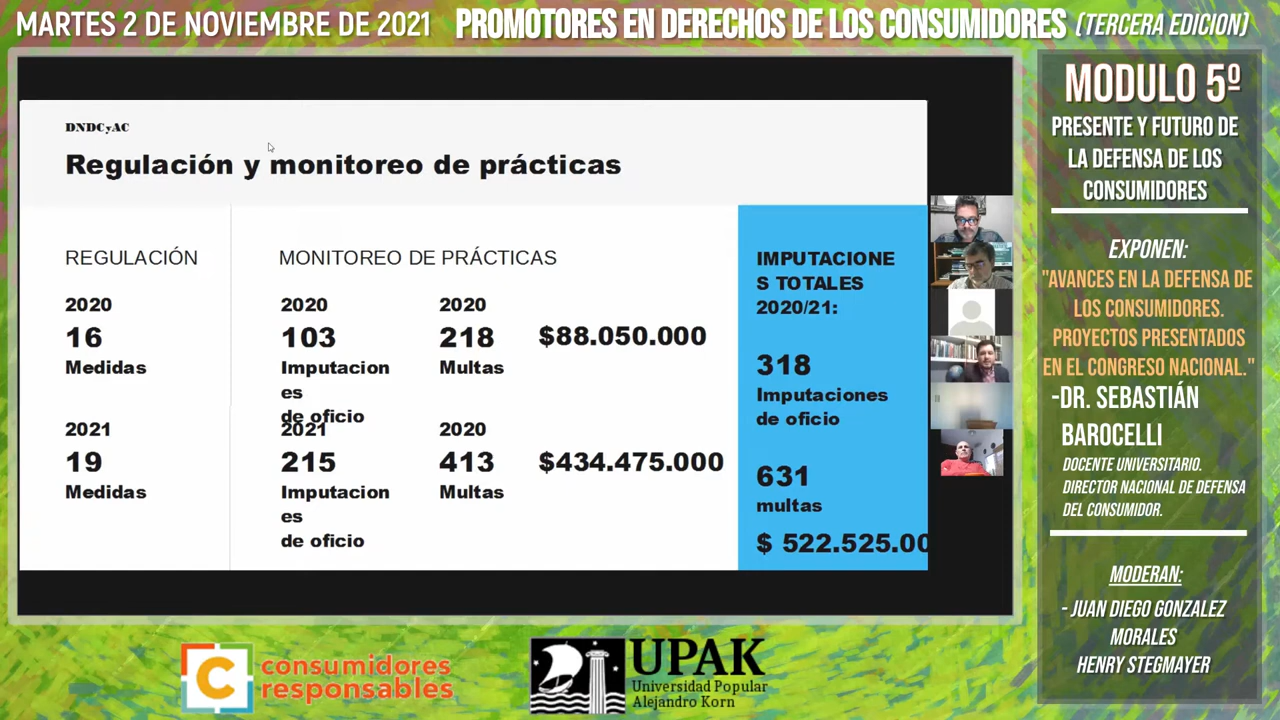 MARTES 2 DE NOVIEMBRE DE 2021 PROMOTORES EN DERECHOS DE LOS CONSUMIDORES (TERCERA EDICION)
DNDCyAC
Regulación y monitoreo de prácticas
REGULACIÓN
2020
16
Medidas
2021
19
Medidas
MONITOREO DE PRÁCTICAS
2020
103
Imputacion
es
de oficio
2020
218
Multas
$88.050.000
2021
215
Imputacion
es
de oficio
2020
413
Multas
$434.475.000
IMPUTACIONE
S TOTALES
2020/21:
318
Imputaciones
de oficio
631
multas
$ 522.525.00
MODULO 5º
PRESENTE Y FUTURO DE
LA DEFENSA DE LOS
CONSUMIDORES
EXPONEN:
"AVANCES EN LA DEFENSA DE
LOS CONSUMIDORES.
PROYECTOS PRESENTADOS
EN EL CONGRESO NACIONAL."
-DR. SEBASTIÁN
BAROCELLI
DOCENTE UNIVERSITARIO.
DIRECTOR NACIONAL DE DEFENSA
DEL CONSUMIDOR.
MODERAN:
- JUAN DIEGO GONZALEZ
MORALES
HENRY STEGMAYER
C consumidores
responsables
UPAK
Universidad Popular
Alejandro Korn